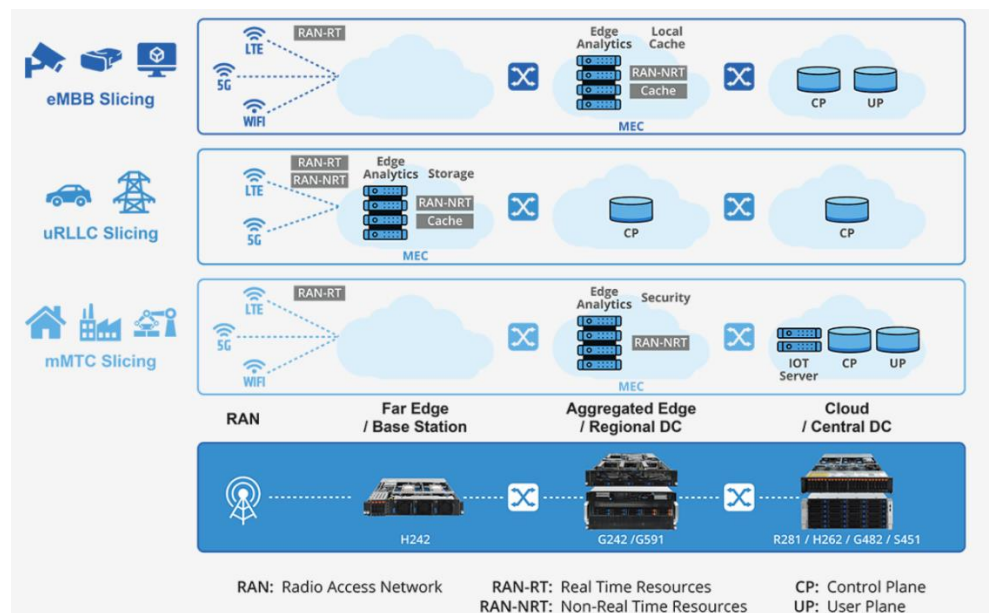 eMBB Slicing
LTE
5G
WIFI
RAN-RT
Edge
Analytics
Local
Cache
RAN-NRT
Cache
MEC
CP
UP
uRLLC Slicing
LTE
5G
RAN-RT
RAN-NRT
Edge
Analytics
Storage
RAN-NRT
Cache
MEC
CP
CP
mMTC Slicing
LTE
5G
WIFI
RAN-RT
Edge
Analytics
Security
RAN-NRT
MEC
IOT
Server
CP
UP
RAN
Far Edge
/ Base Station
Aggregated Edge
/ Regional DC
Cloud
/ Central DC
H242
G242 /G591
R281 / H262 / G482 / S451
RAN: Radio Access Network
RAN-RT: Real Time Resources
RAN-NRT: Non-Real Time Resources
CP: Control Plane
UP: User Plane